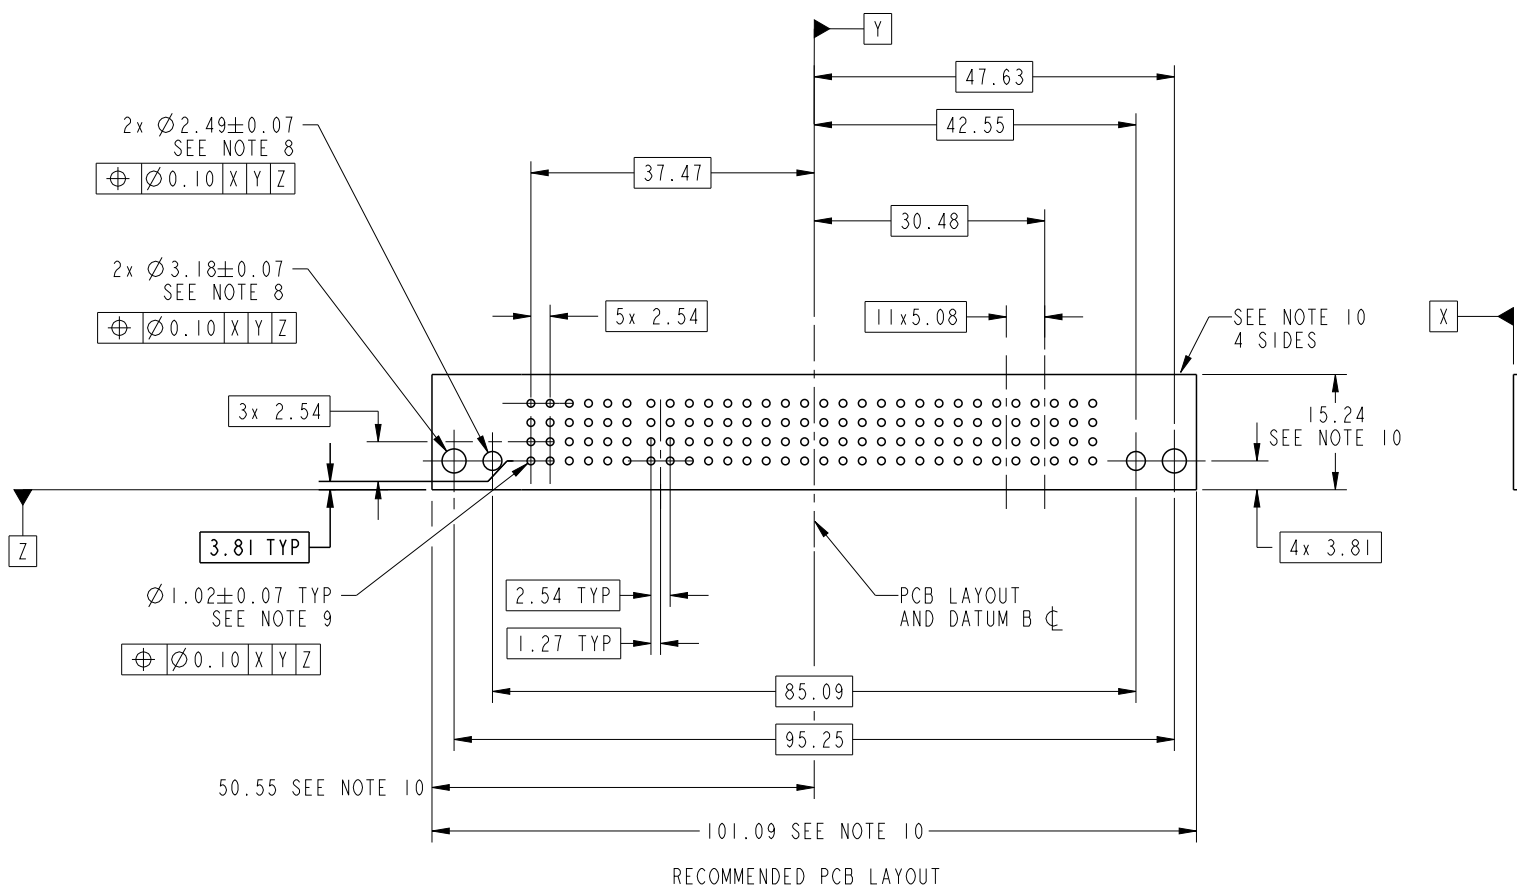 Y
47.63
42.55
2x Ø2.49±0.07
SEE NOTE 8
⌖ Ø0.10 X Y Z
37.47
30.48
2x Ø3.18±0.07
SEE NOTE 8
⌖ Ø0.10 X Y Z
5x 2.54
11x5.08
SEE NOTE 10
4 SIDES
X
3x 2.54
15.24
SEE NOTE 10
Z
3.81 TYP
4x 3.81
Ø1.02±0.07 TYP
SEE NOTE 9
⌖ Ø0.10 X Y Z
2.54 TYP
1.27 TYP
PCB LAYOUT
AND DATUM B ℄
85.09
95.25
50.55 SEE NOTE 10
101.09 SEE NOTE 10
RECOMMENDED PCB LAYOUT